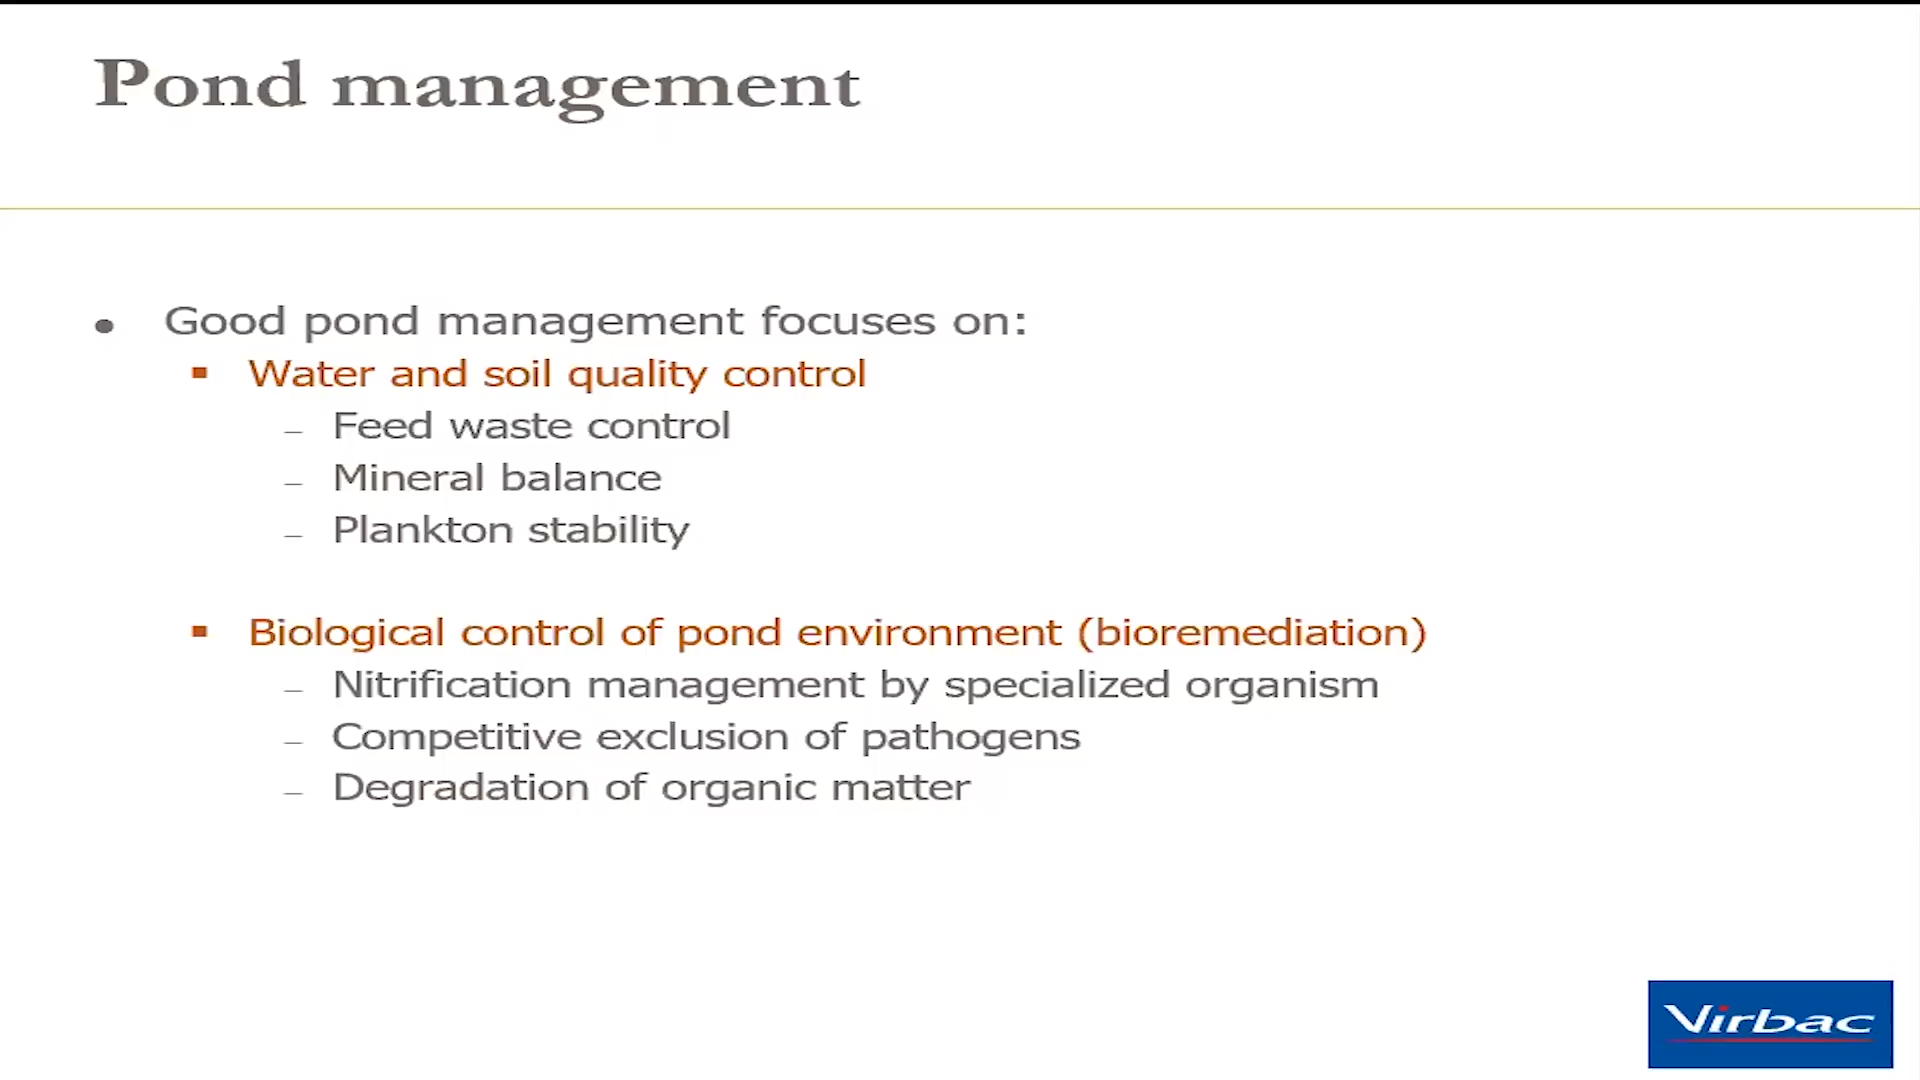 Pond management
• Good pond management focuses on:
▪ Water and soil quality control
– Feed waste control
– Mineral balance
– Plankton stability
▪ Biological control of pond environment (bioremediation)
– Nitrification management by specialized organism
– Competitive exclusion of pathogens
– Degradation of organic matter
Virbac